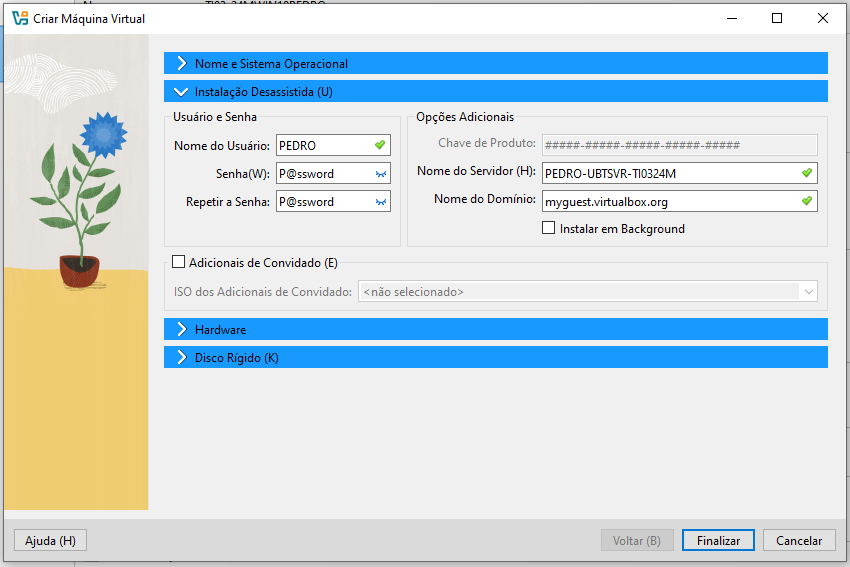 Criar Máquina Virtual
Nome e Sistema Operacional
Instalação Desassistida (U)
Usuário e Senha
Nome do Usuário: PEDRO
Senha(W): P@ssword
Repetir a Senha: P@ssword
Opções Adicionais
Chave de Produto: #####-#####-#####-#####-#####
Nome do Servidor (H): PEDRO-UBTSVR-TI0324M
Nome do Domínio: myguest.virtualbox.org
Instalar em Background
Adicionais de Convidado (E)
ISO dos Adicionais de Convidado: <não selecionado>
Hardware
Disco Rígido (K)
Ajuda (H)
Voltar (B)
Finalizar
Cancelar